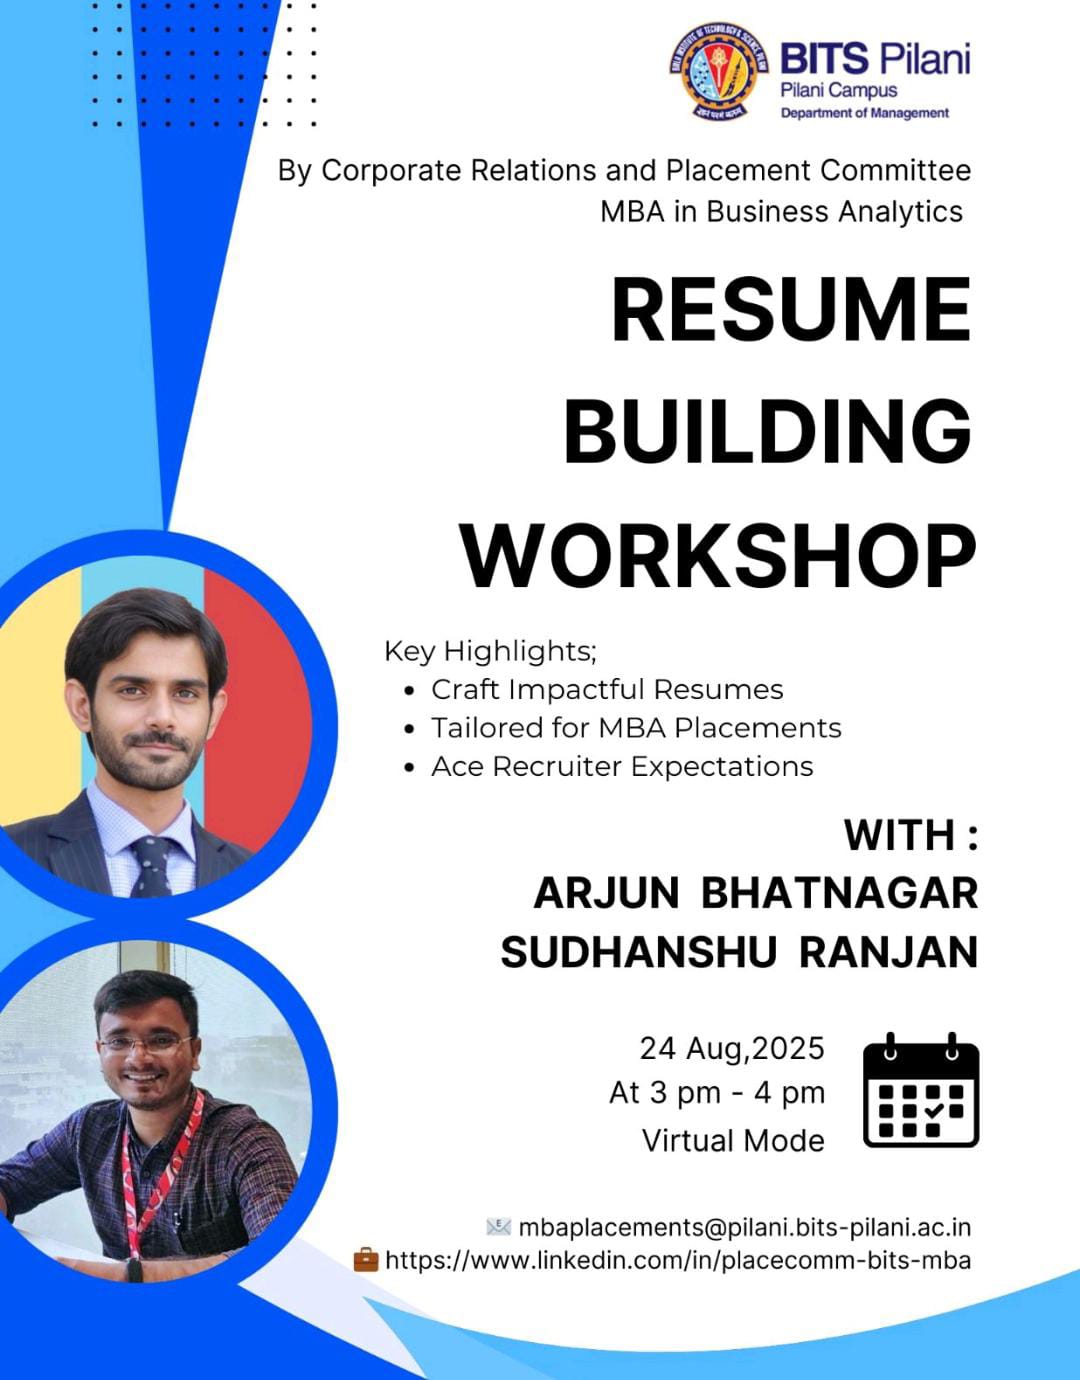 BITS Pilani
Pilani Campus
Department of Management
By Corporate Relations and Placement Committee
MBA in Business Analytics
RESUME
BUILDING
WORKSHOP
Key Highlights;
• Craft Impactful Resumes
• Tailored for MBA Placements
• Ace Recruiter Expectations
WITH :
ARJUN BHATNAGAR
SUDHANSHU RANJAN
24 Aug,2025
At 3 pm - 4 pm
Virtual Mode
mbaplacements@pilani.bits-pilani.ac.in
https://www.linkedin.com/in/placecomm-bits-mba